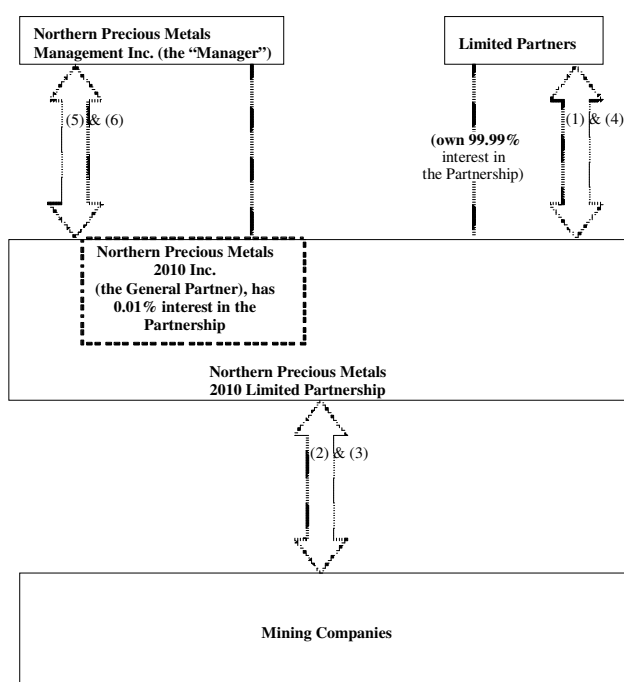 Northern Precious Metals
Management Inc. (the “Manager”)
Limited Partners
(5) & (6)
(1) & (4)
(own 99.99%
interest in
the Partnership)
Northern Precious Metals
2010 Inc.
(the General Partner), has
0.01% interest in the
Partnership
Northern Precious Metals
2010 Limited Partnership
(2) & (3)
Mining Companies